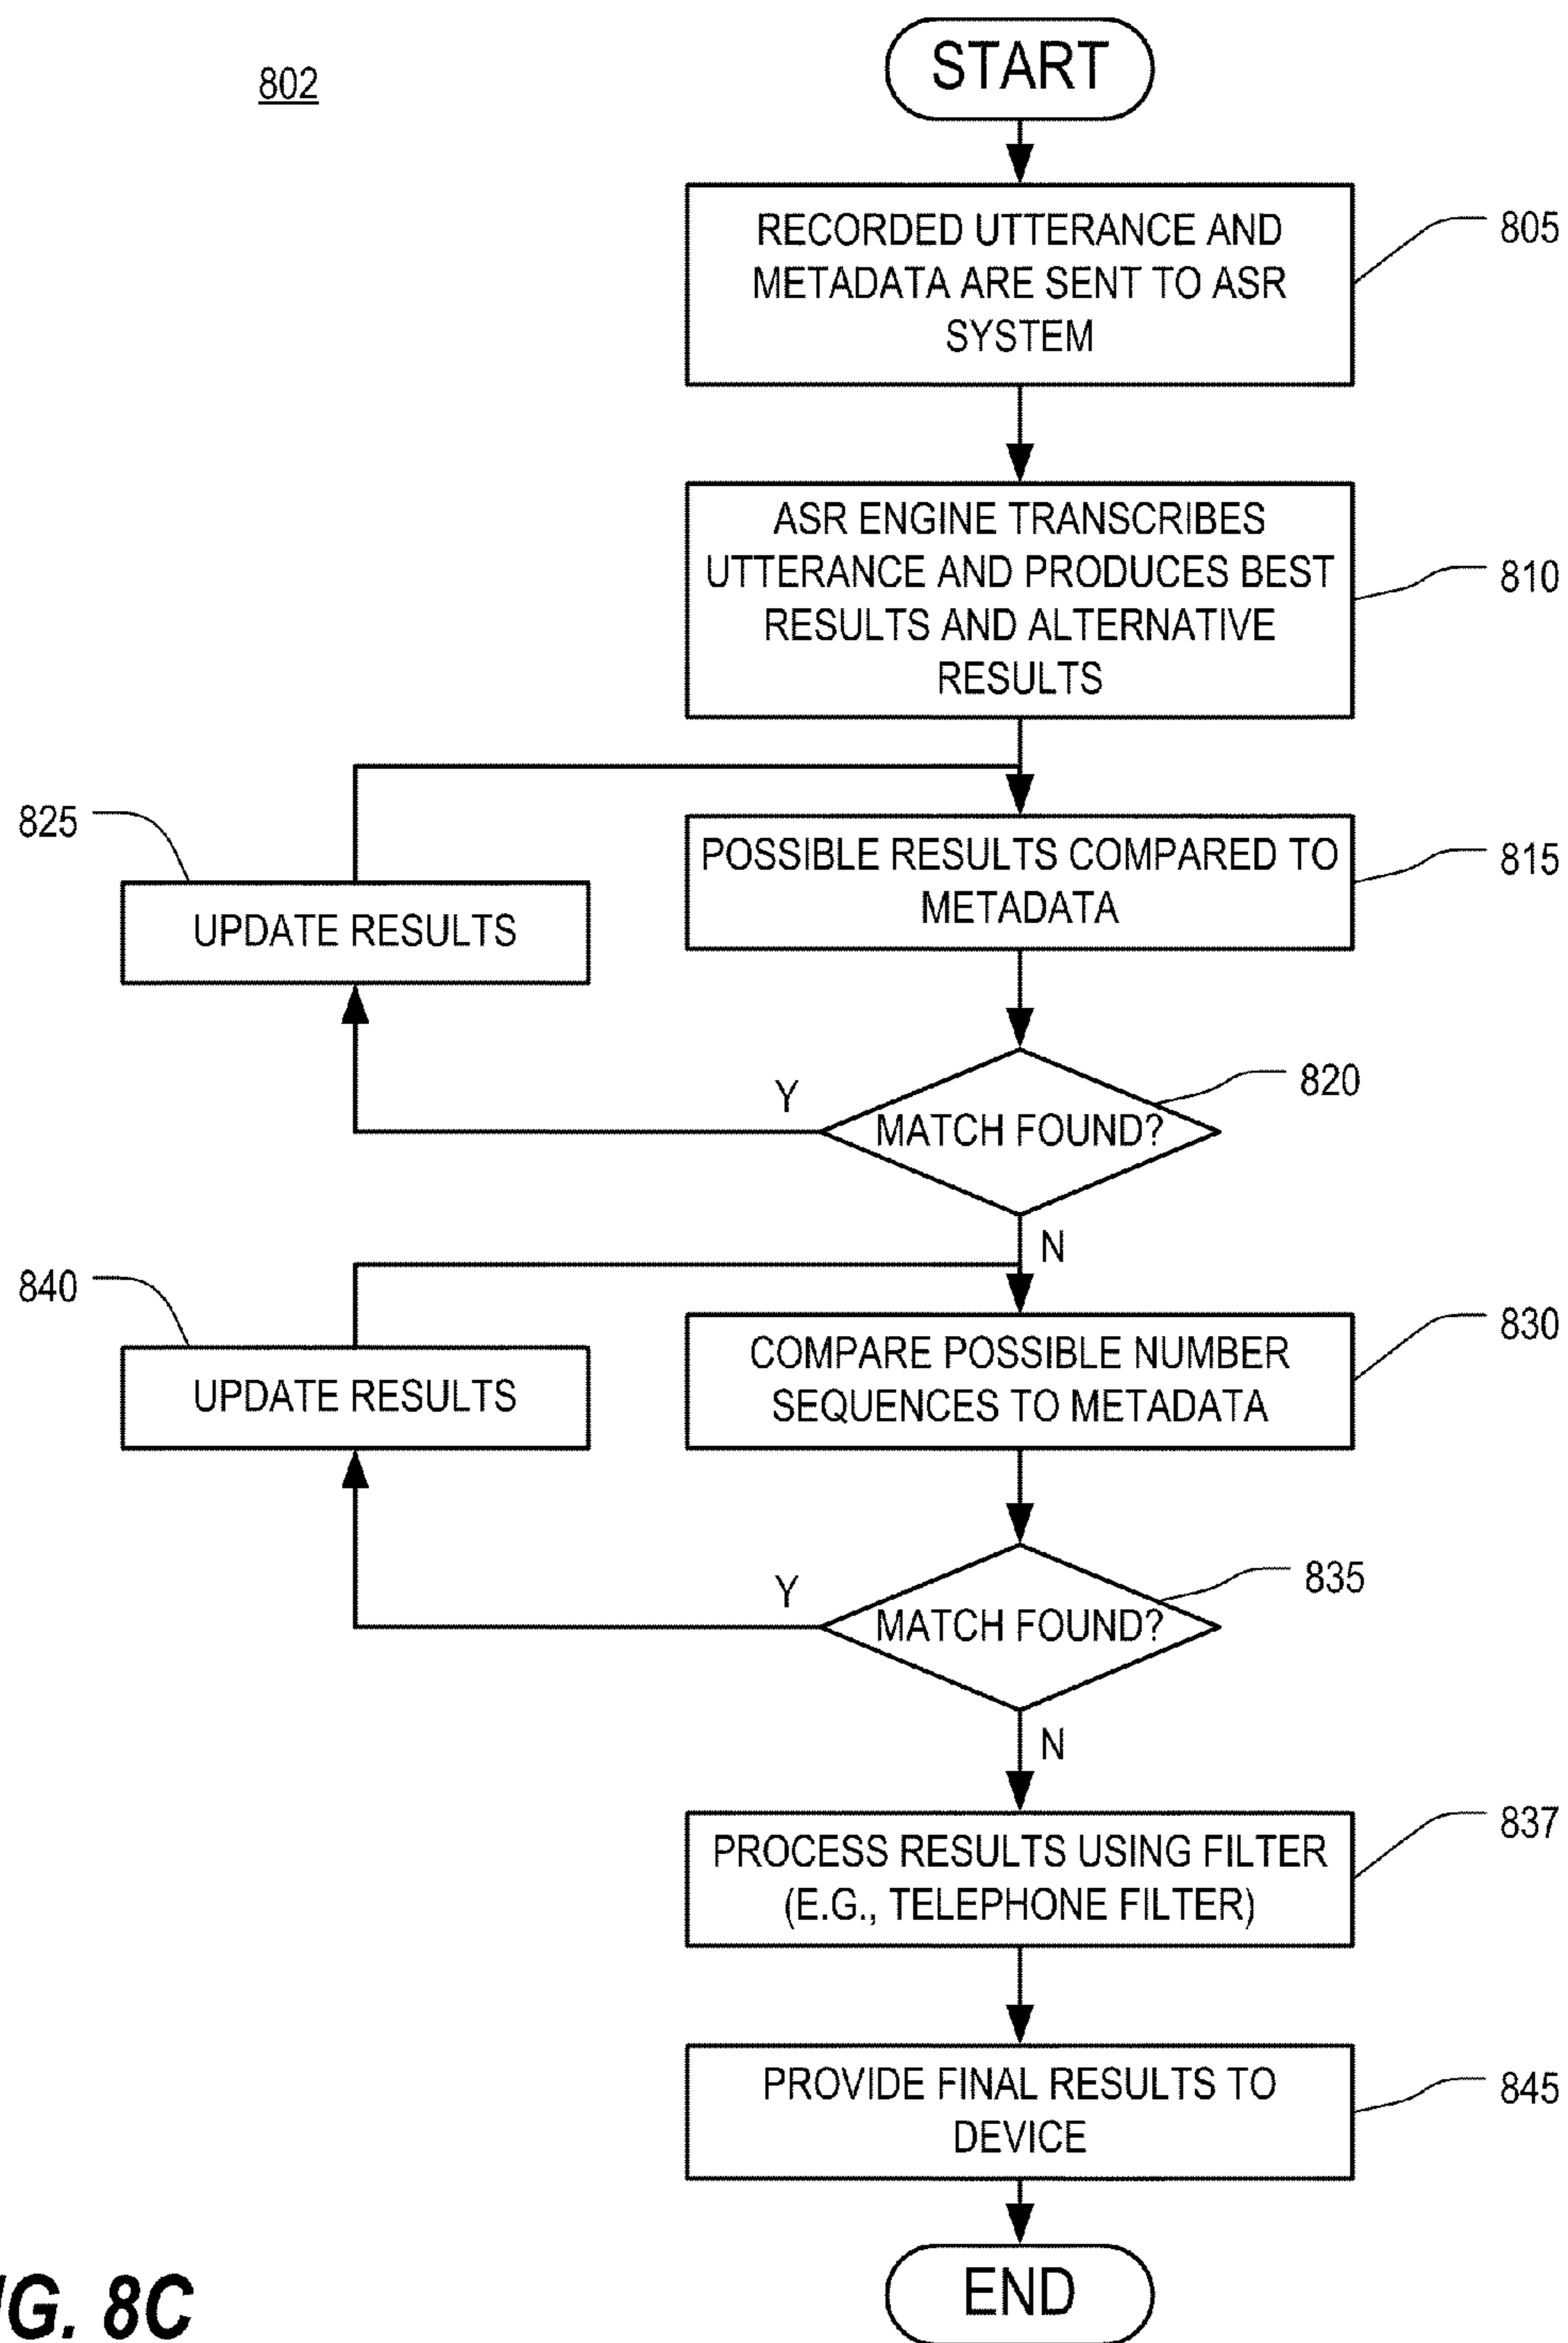 802
START
RECORDED UTTERANCE AND
METADATA ARE SENT TO ASR
SYSTEM
805
ASR ENGINE TRANSCRIBES
UTTERANCE AND PRODUCES BEST
RESULTS AND ALTERNATIVE
RESULTS
810
825
UPDATE RESULTS
POSSIBLE RESULTS COMPARED TO
METADATA
815
Y
MATCH FOUND?
820
N
840
UPDATE RESULTS
COMPARE POSSIBLE NUMBER
SEQUENCES TO METADATA
830
Y
MATCH FOUND?
835
N
PROCESS RESULTS USING FILTER
(E.G., TELEPHONE FILTER)
837
PROVIDE FINAL RESULTS TO
DEVICE
845
END
8C